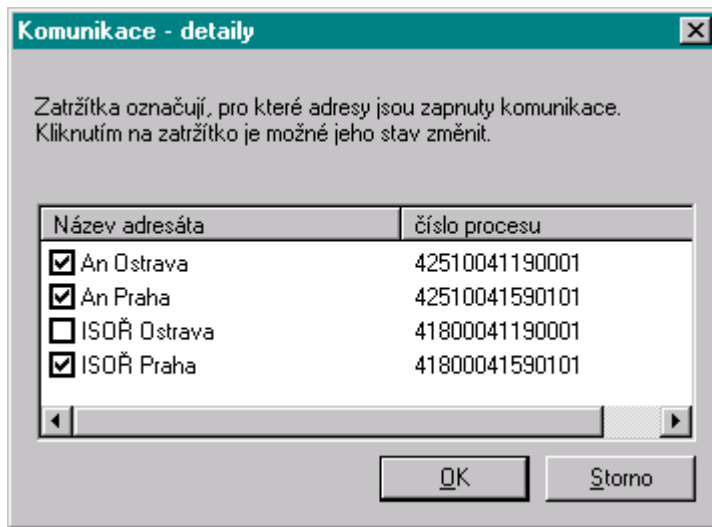 Komunikace - detaily
Zatržítka označují, pro které adresy jsou zapnuty komunikace.
Kliknutím na zatržítko je možné jeho stav změnit.
Název adresáta číslo procesu
An Ostrava 42510041190001
An Praha 42510041590101
ISOŘ Ostrava 41800041190001
ISOŘ Praha 41800041590101
OK Storno